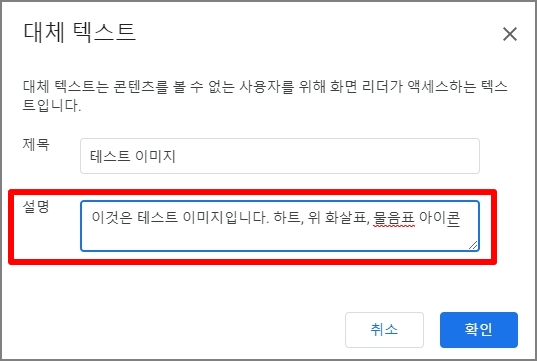 대체 텍스트
대체 텍스트는 콘텐츠를 볼 수 없는 사용자를 위해 화면 리더가 액세스하는 텍스
트입니다.
제목
테스트 이미지
설명
이것은 테스트 이미지입니다. 하트, 위 화살표, 물음표 아이콘
취소
확인